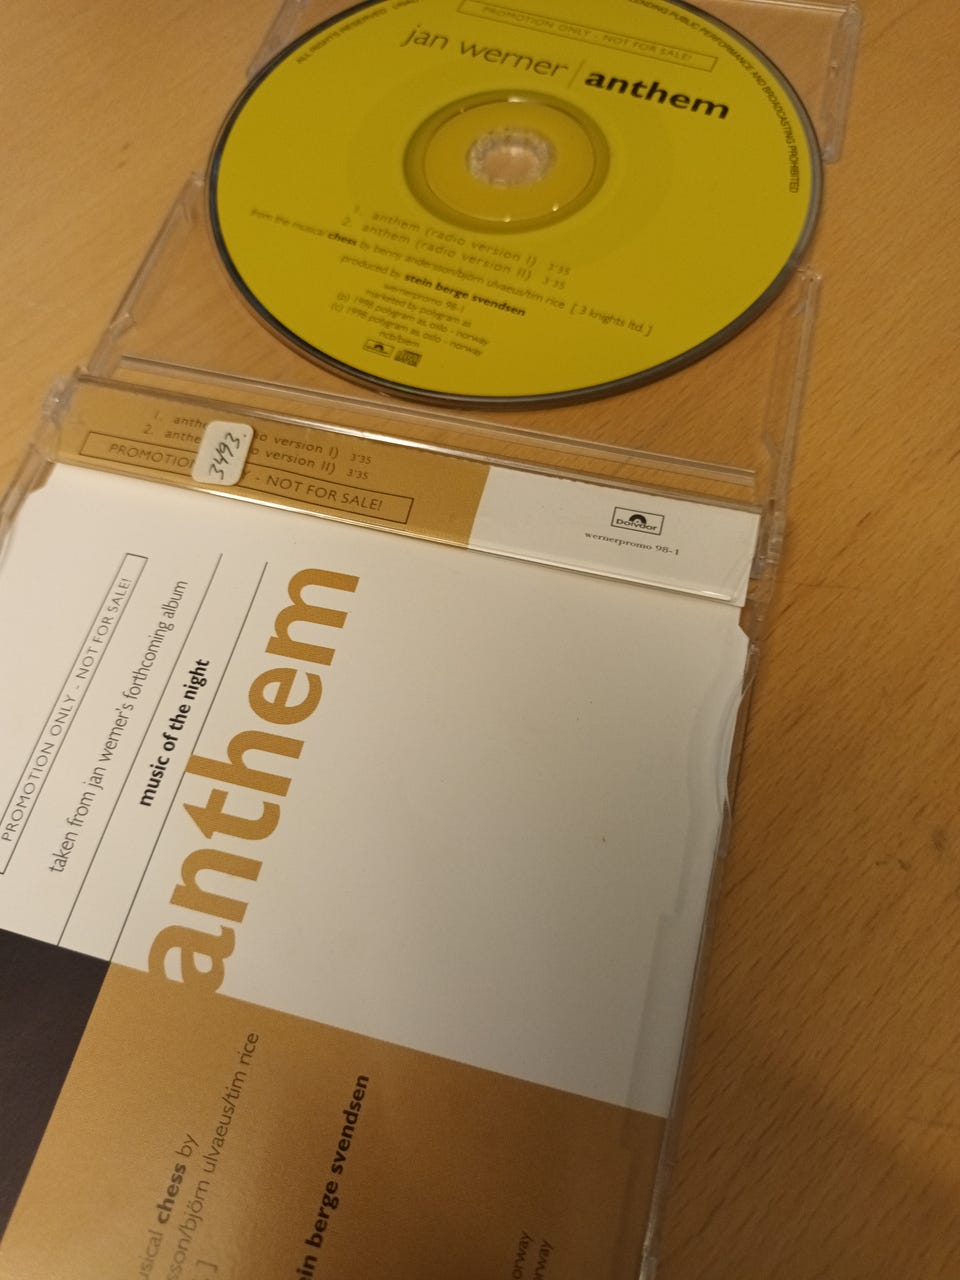 ALL RIGHTS RESERVED
LENDING PUBLIC PERFORMANCE AND BROADCASTING PROHIBITED
PROMOTION ONLY - NOT FOR SALE!
jan werner | anthem
1. anthem (radio version I) 3'35
2. anthem (radio version II) 3'35
from the musical chess by benny andersson/björn ulvaeus/tim rice [ 3 knights ltd. ]
produced by stein berge svendsen
wernerpromo 98-1
marketed by polygram as
(p) 1998 polygram as, oslo - norway
(c) 1998 polygram as, oslo - norway
ncb/biem
1. anthe io version I) 3'35
2. anthe o version II) 3'35
PROMOTION Y - NOT FOR SALE!
3493.
Polydor
wernerpromo 98-1
PROMOTION ONLY - NOT FOR SALE!
taken from jan werner's forthcoming album
music of the night
anthem
usical chess by
sson/björn ulvaeus/tim rice
]
ein berge svendsen
orway
orway